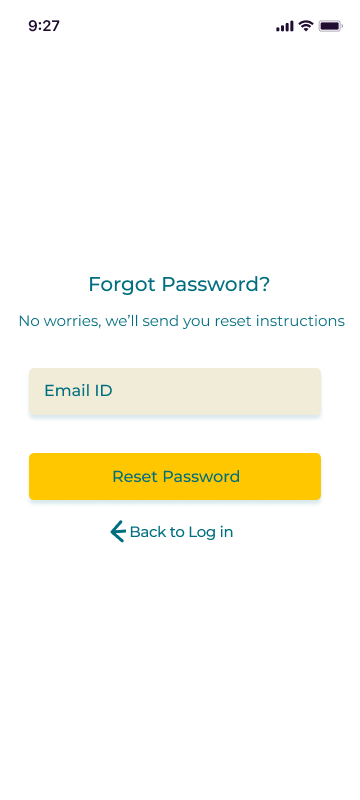 9:27
Forgot Password?
No worries, we’ll send you reset instructions
Email ID
Reset Password
Back to Log in